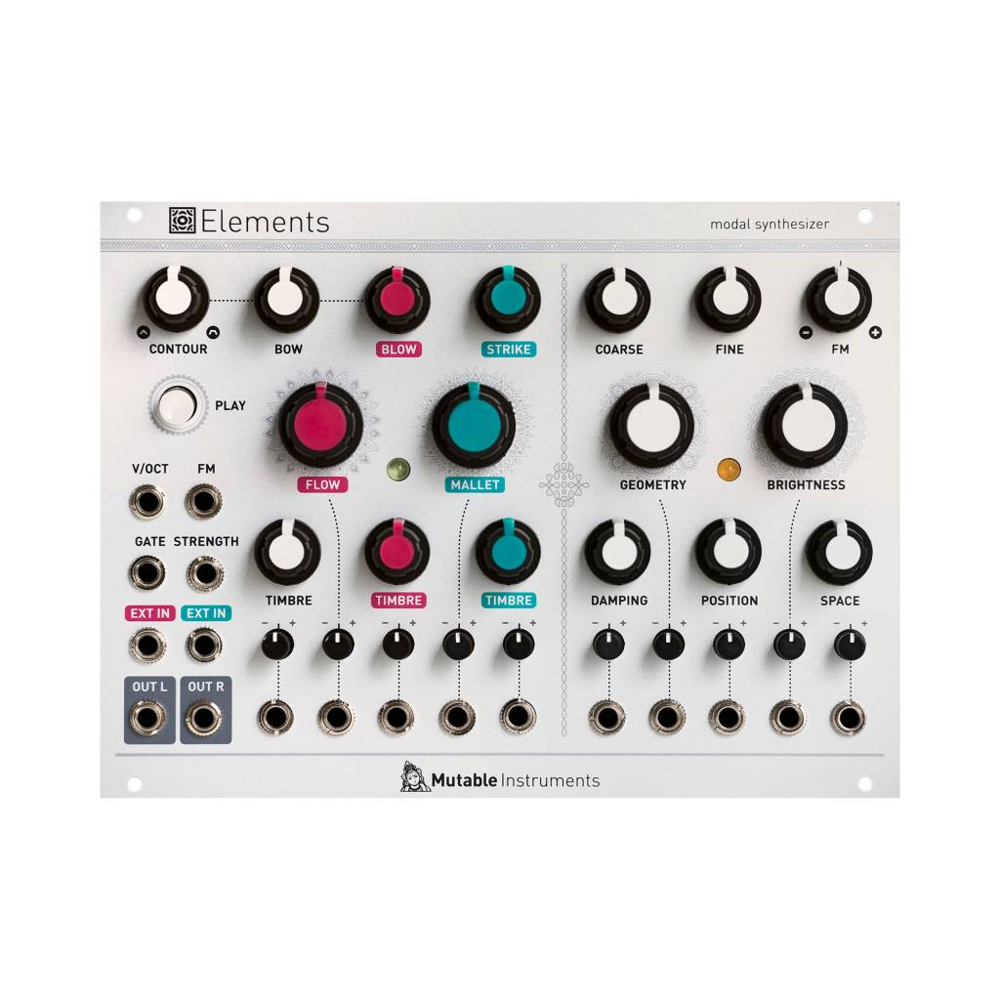 Elements
modal synthesizer
CONTOUR BOW BLOW STRIKE COARSE FINE FM
PLAY
V/OCT FM FLOW MALLET GEOMETRY BRIGHTNESS
GATE STRENGTH
TIMBRE TIMBRE TIMBRE DAMPING POSITION SPACE
EXT IN EXT IN
- + - + - + - + - + - + - + - + - + - +
OUT L OUT R
Mutable Instruments